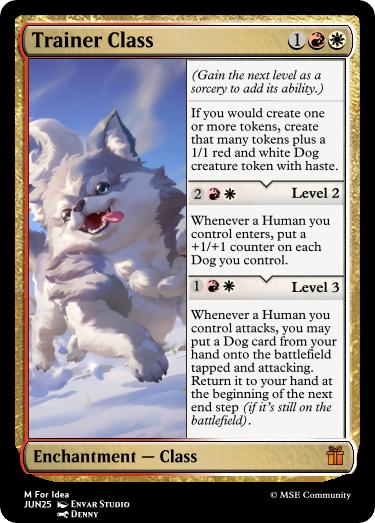 Trainer Class 1
(Gain the next level as a
sorcery to add its ability.)
If you would create one
or more tokens, create
that many tokens plus a
1/1 red and white Dog
creature token with haste.
2 Level 2
Whenever a Human you
control enters, put a
+1/+1 counter on each
Dog you control.
1 Level 3
Whenever a Human you
control attacks, you may
put a Dog card from your
hand onto the battlefield
tapped and attacking.
Return it to your hand at
the beginning of the next
end step (if it's still on the
battlefield).
Enchantment — Class
M For Idea
JUN25 Envar Studio
Denny
© MSE Community